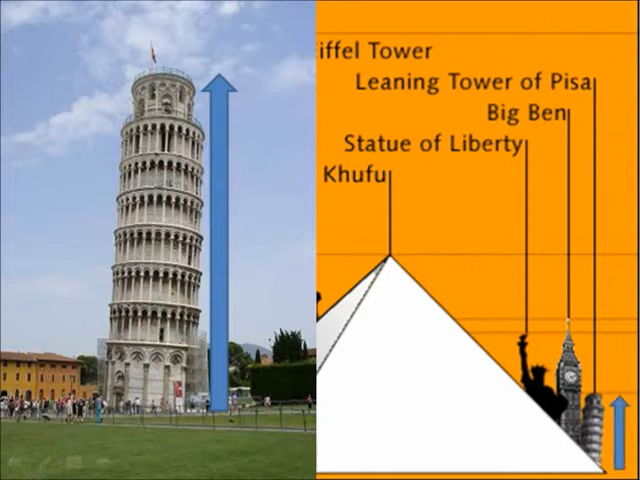 iffel Tower
Leaning Tower of Pisa
Big Ben
Statue of Liberty
Khufu